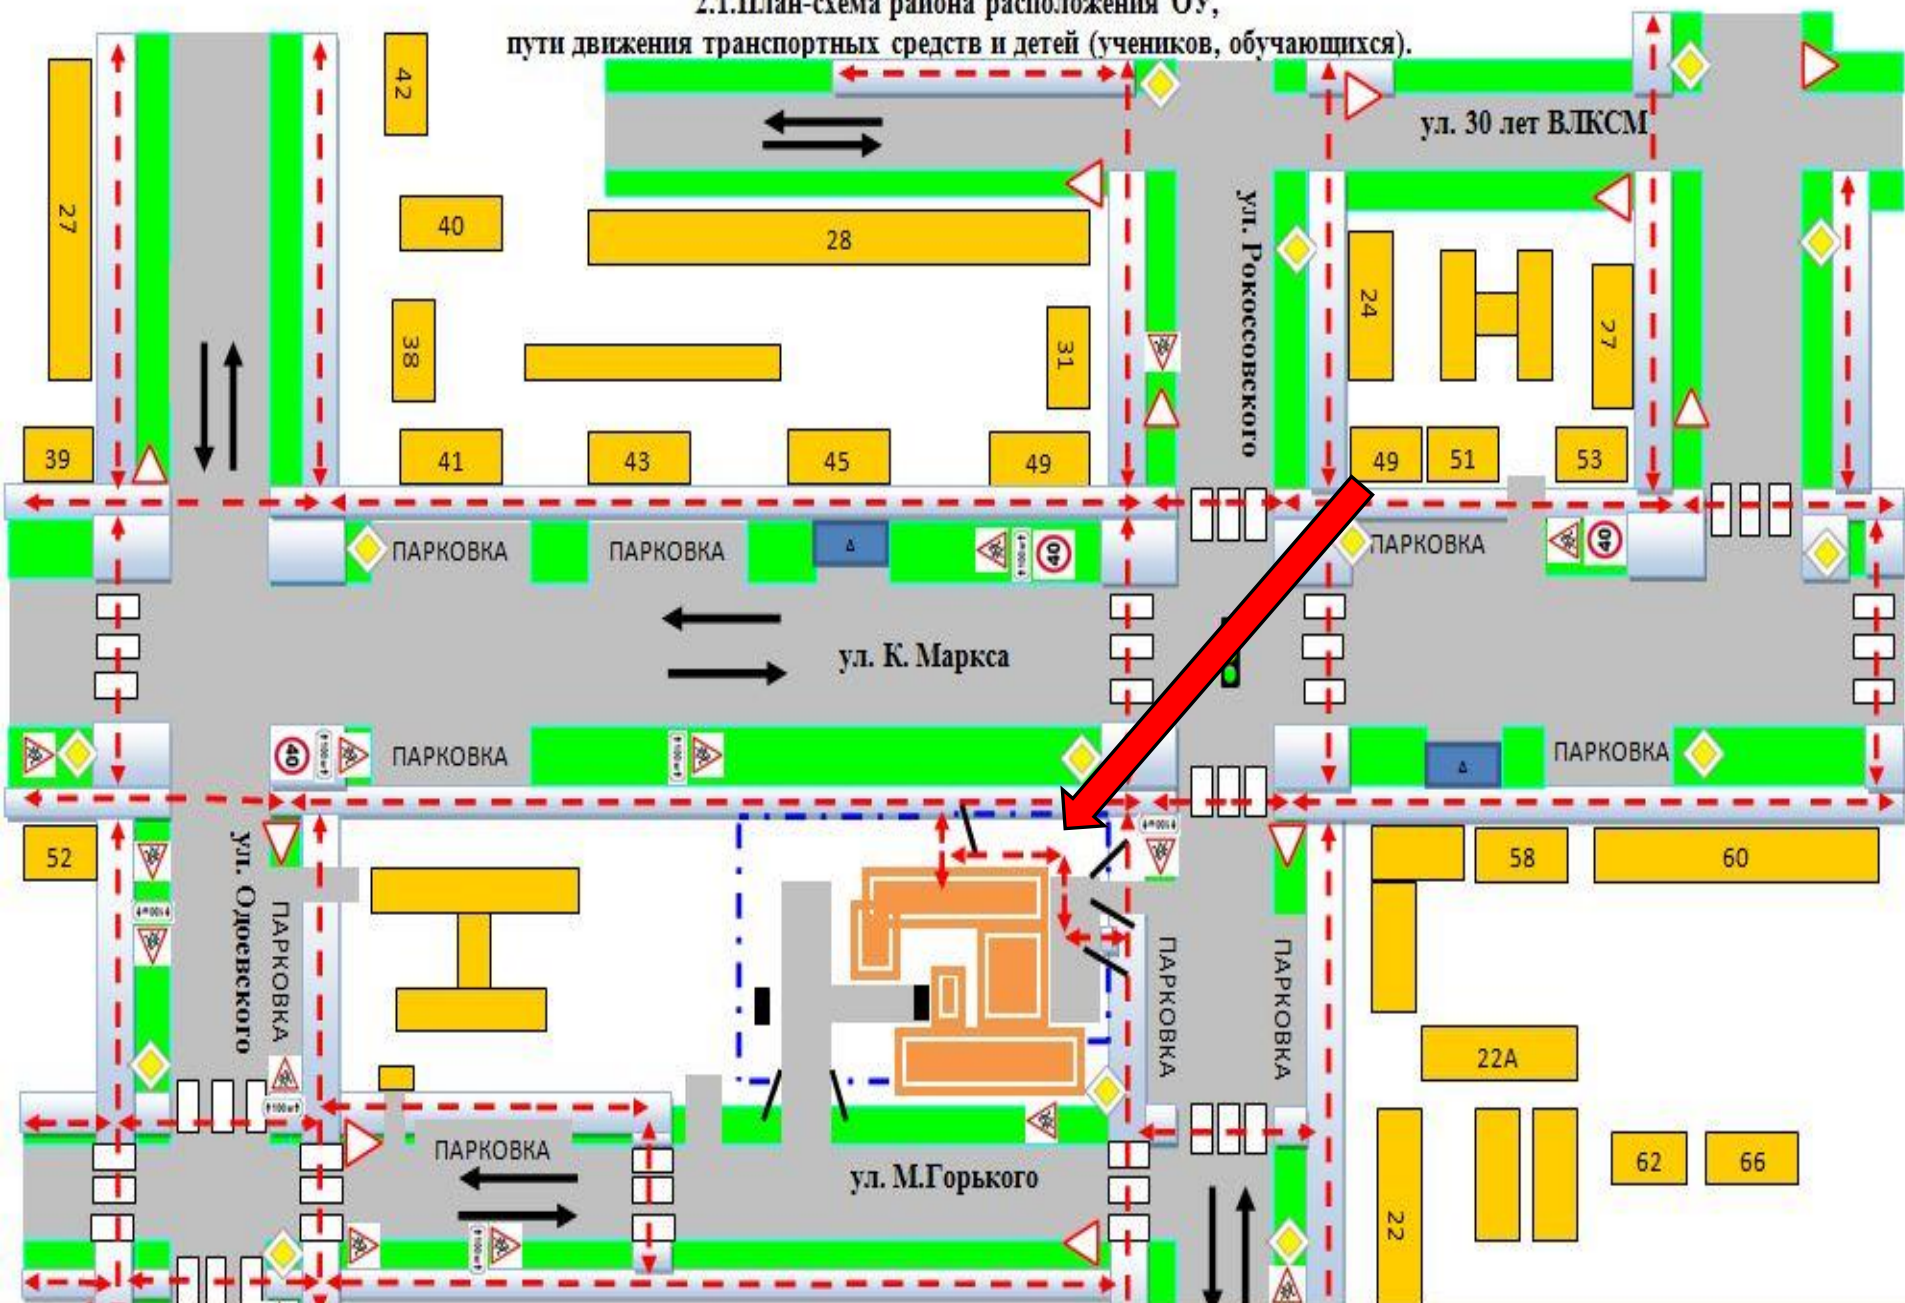 2.1.План-схема района расположения ОУ,
пути движения транспортных средств и детей (учеников, обучающихся).
42
27
ул. 30 лет ВЛКСМ
40
28
ул. Рокоссовского
24
38
31
27
39
41
43
45
49
49
51
53
ПАРКОВКА
ПАРКОВКА
40
ПАРКОВКА
40
ул. К. Маркса
40
ПАРКОВКА
ПАРКОВКА
52
ул. Одоевского
58
60
ПАРКОВКА
ПАРКОВКА
ПАРКОВКА
22А
ПАРКОВКА
ул. М.Горького
62
66
22